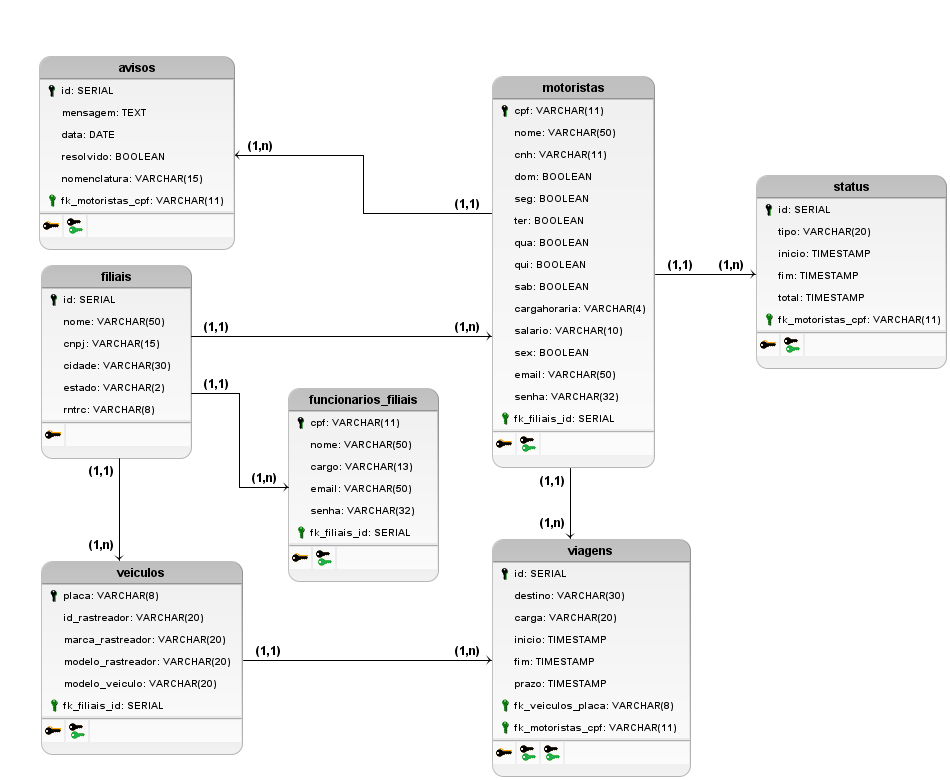 avisos
id: SERIAL
mensagem: TEXT
data: DATE
resolvido: BOOLEAN
nomenclatura: VARCHAR(15)
fk_motoristas_cpf: VARCHAR(11)
(1,n)
(1,1)
motoristas
cpf: VARCHAR(11)
nome: VARCHAR(50)
cnh: VARCHAR(11)
dom: BOOLEAN
seg: BOOLEAN
ter: BOOLEAN
qua: BOOLEAN
qui: BOOLEAN
sab: BOOLEAN
cargahoraria: VARCHAR(4)
salario: VARCHAR(10)
sex: BOOLEAN
email: VARCHAR(50)
senha: VARCHAR(32)
fk_filiais_id: SERIAL
(1,1)
(1,n)
status
id: SERIAL
tipo: VARCHAR(20)
inicio: TIMESTAMP
fim: TIMESTAMP
total: TIMESTAMP
fk_motoristas_cpf: VARCHAR(11)
filiais
id: SERIAL
nome: VARCHAR(50)
cnpj: VARCHAR(15)
cidade: VARCHAR(30)
estado: VARCHAR(2)
rntrc: VARCHAR(8)
(1,1)
(1,n)
(1,1)
(1,n)
funcionarios_filiais
cpf: VARCHAR(11)
nome: VARCHAR(50)
cargo: VARCHAR(13)
email: VARCHAR(50)
senha: VARCHAR(32)
fk_filiais_id: SERIAL
(1,1)
(1,n)
(1,1)
(1,n)
veiculos
placa: VARCHAR(8)
id_rastreador: VARCHAR(20)
marca_rastreador: VARCHAR(20)
modelo_rastreador: VARCHAR(20)
modelo_veiculo: VARCHAR(20)
fk_filiais_id: SERIAL
(1,1)
(1,n)
viagens
id: SERIAL
destino: VARCHAR(30)
carga: VARCHAR(20)
inicio: TIMESTAMP
fim: TIMESTAMP
prazo: TIMESTAMP
fk_veiculos_placa: VARCHAR(8)
fk_motoristas_cpf: VARCHAR(11)